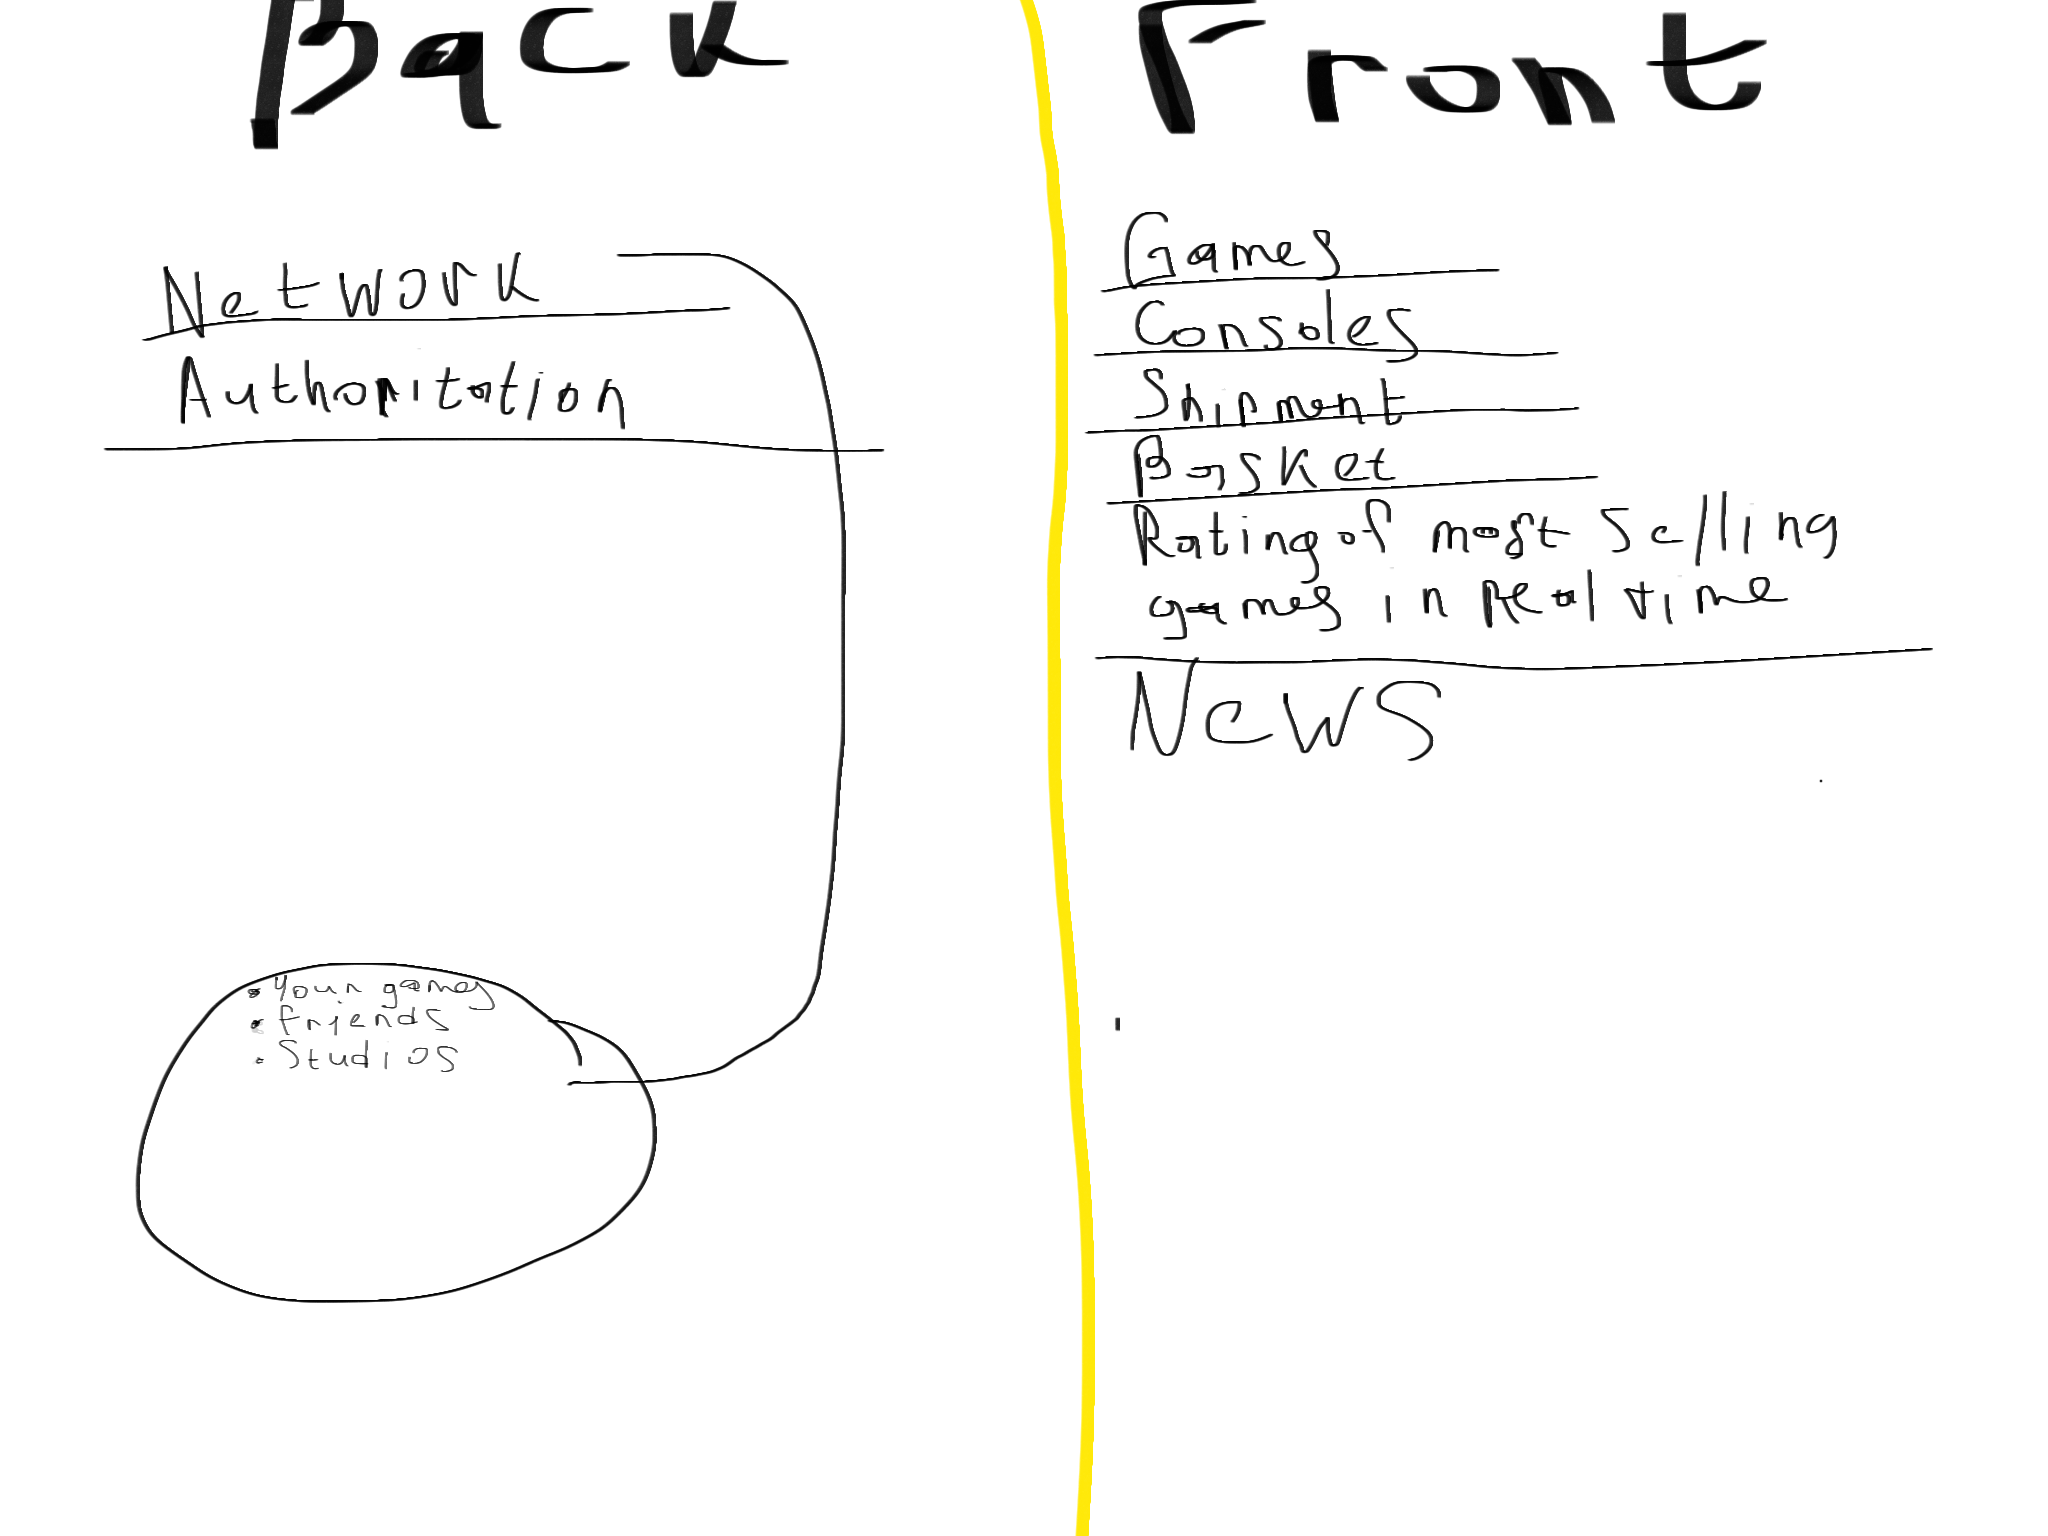 Back
Network
Authoritation
• Your games
• friends
• Studios
Front
Games
Consoles
Shipment
Basket
Rating of most selling
games in real time
News